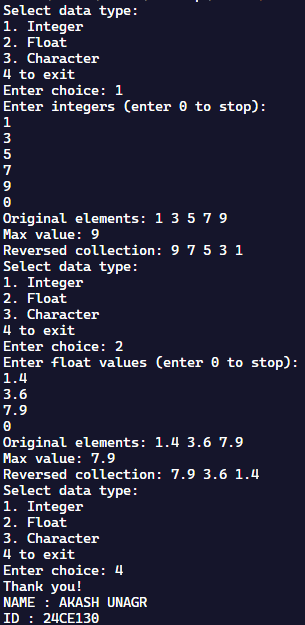 Select data type:
1. Integer
2. Float
3. Character
4 to exit
Enter choice: 1
Enter integers (enter 0 to stop):
1
3
5
7
9
0
Original elements: 1 3 5 7 9
Max value: 9
Reversed collection: 9 7 5 3 1
Select data type:
1. Integer
2. Float
3. Character
4 to exit
Enter choice: 2
Enter float values (enter 0 to stop):
1.4
3.6
7.9
0
Original elements: 1.4 3.6 7.9
Max value: 7.9
Reversed collection: 7.9 3.6 1.4
Select data type:
1. Integer
2. Float
3. Character
4 to exit
Enter choice: 4
Thank you!
NAME : AKASH UNAGR
ID : 24CE130